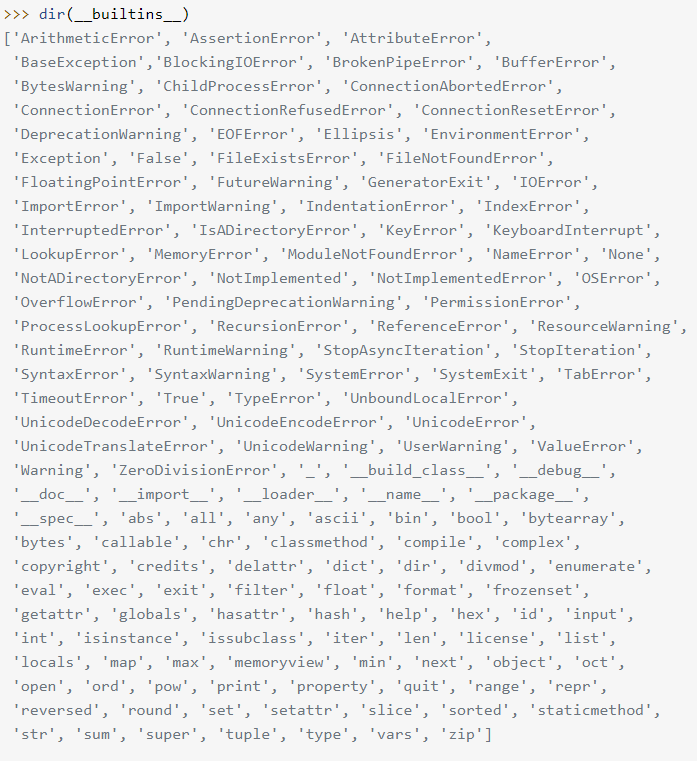 >>> dir(__builtins__)
['ArithmeticError', 'AssertionError', 'AttributeError',
'BaseException','BlockingIOError', 'BrokenPipeError', 'BufferError',
'BytesWarning', 'ChildProcessError', 'ConnectionAbortedError',
'ConnectionError', 'ConnectionRefusedError', 'ConnectionResetError',
'DeprecationWarning', 'EOFError', 'Ellipsis', 'EnvironmentError',
'Exception', 'False', 'FileExistsError', 'FileNotFoundError',
'FloatingPointError', 'FutureWarning', 'GeneratorExit', 'IOError',
'ImportError', 'ImportWarning', 'IndentationError', 'IndexError',
'InterruptedError', 'IsADirectoryError', 'KeyError', 'KeyboardInterrupt',
'LookupError', 'MemoryError', 'ModuleNotFoundError', 'NameError', 'None',
'NotADirectoryError', 'NotImplemented', 'NotImplementedError', 'OSError',
'OverflowError', 'PendingDeprecationWarning', 'PermissionError',
'ProcessLookupError', 'RecursionError', 'ReferenceError', 'ResourceWarning',
'RuntimeError', 'RuntimeWarning', 'StopAsyncIteration', 'StopIteration',
'SyntaxError', 'SyntaxWarning', 'SystemError', 'SystemExit', 'TabError',
'TimeoutError', 'True', 'TypeError', 'UnboundLocalError',
'UnicodeDecodeError', 'UnicodeEncodeError', 'UnicodeError',
'UnicodeTranslateError', 'UnicodeWarning', 'UserWarning', 'ValueError',
'Warning', 'ZeroDivisionError', '_', '__build_class__', '__debug__',
'__doc__', '__import__', '__loader__', '__name__', '__package__',
'__spec__', 'abs', 'all', 'any', 'ascii', 'bin', 'bool', 'bytearray',
'bytes', 'callable', 'chr', 'classmethod', 'compile', 'complex',
'copyright', 'credits', 'delattr', 'dict', 'dir', 'divmod', 'enumerate',
'eval', 'exec', 'exit', 'filter', 'float', 'format', 'frozenset',
'getattr', 'globals', 'hasattr', 'hash', 'help', 'hex', 'id', 'input',
'int', 'isinstance', 'issubclass', 'iter', 'len', 'license', 'list',
'locals', 'map', 'max', 'memoryview', 'min', 'next', 'object', 'oct',
'open', 'ord', 'pow', 'print', 'property', 'quit', 'range', 'repr',
'reversed', 'round', 'set', 'setattr', 'slice', 'sorted', 'staticmethod',
'str', 'sum', 'super', 'tuple', 'type', 'vars', 'zip']